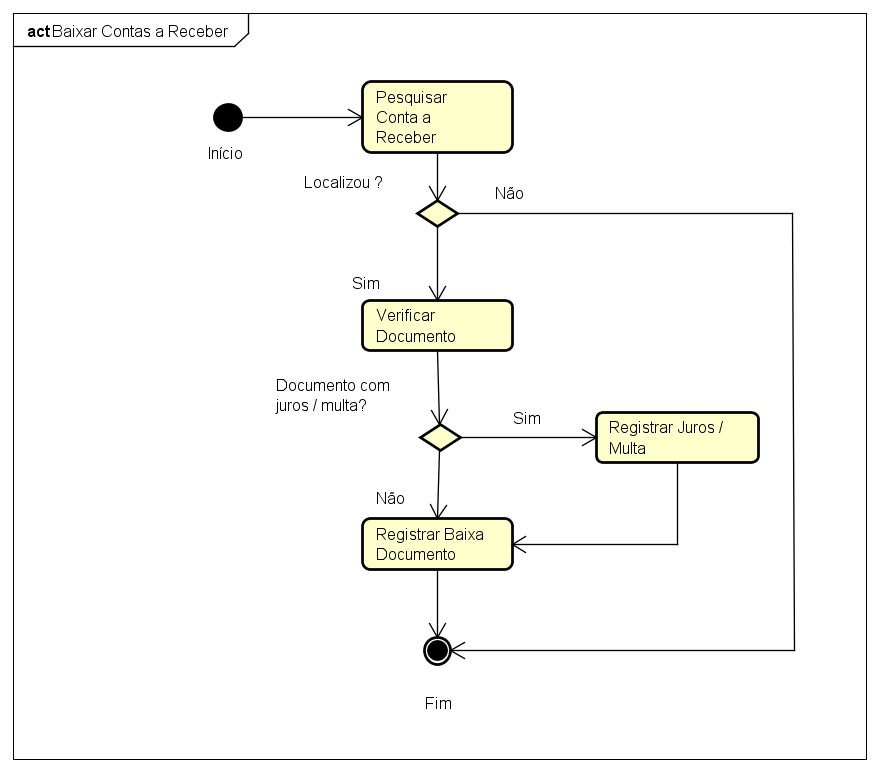 act Baixar Contas a Receber
Pesquisar
Conta a
Receber
Início
Localizou ?
Não
Sim
Verificar
Documento
Documento com
juros / multa?
Sim
Registrar Juros /
Multa
Não
Registrar Baixa
Documento
Fim